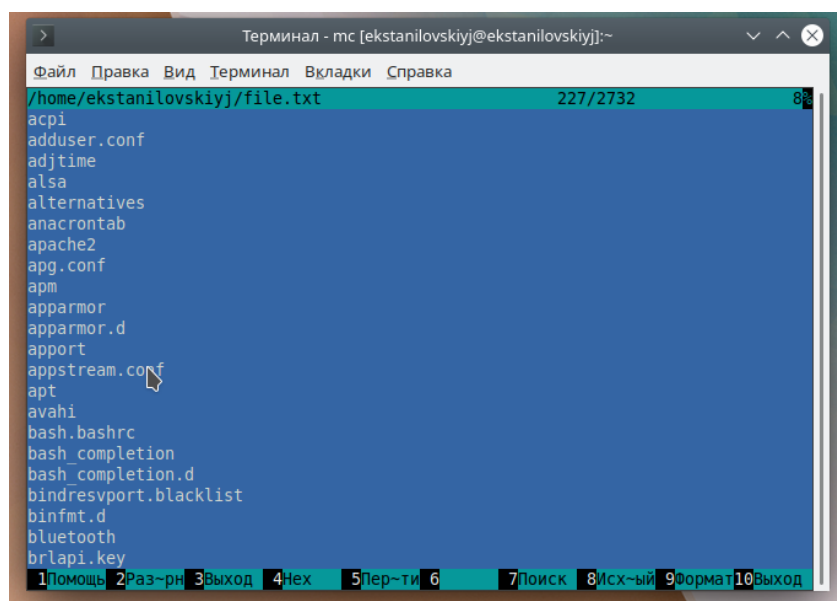 Терминал - mc [ekstanilovskiyj@ekstanilovskiyj]:~
Файл Правка Вид Терминал Вкладки Справка
/home/ekstanilovskiyj/file.txt 227/2732 8%
acpi
adduser.conf
adjtime
alsa
alternatives
anacrontab
apache2
apg.conf
apm
apparmor
apparmor.d
apport
appstream.conf
apt
avahi
bash.bashrc
bash_completion
bash_completion.d
bindresvport.blacklist
binfmt.d
bluetooth
brlapi.key
1Помощь 2Раз~рн 3Выход 4Hex 5Пер~ти 6 7Поиск 8Исх~ый 9Формат 10Выход